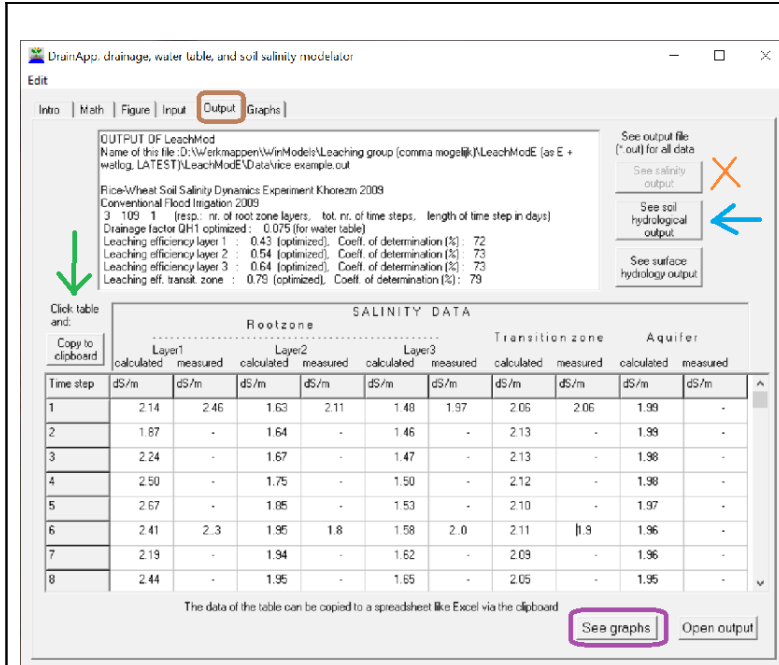 DrainApp, drainage, water table, and soil salinity modelutor
Edit
Intro Math Figure Input Output Graphs
OUTPUT OF LeachMod
Name of this file :D:\Werkmappen\WinModels\Leaching group (comma mogelijk)\LeachModE (as E +
watlog, LATEST)\LeachModE\Data\rice example.out
Rice-Wheat Soil Salinity Dynamics Experiment Khorezm 2009
Conventional Flood Irrigation 2009
3 109 1 (resp.: nr. of root zone layers, tot. nr. of time steps, length of time step in days)
Drainage factor QH1 optimized : 0.075 (for water table)
Leaching efficiency layer 1 : 0.43 (optimized), Coeff. of determination (%) : 72
Leaching efficiency layer 2 : 0.54 (optimized), Coeff. of determination (%) : 73
Leaching efficiency layer 3 : 0.64 (optimized), Coeff. of determination (%) : 73
Leaching eff. transit. zone : 0.79 (optimized), Coeff. of determination (%) : 79
See output file
(*.out) for all data
See salinity
output
See soil
hydrological
output
See surface
hydrology output
Click table
and:
Copy to
clipboard
SALINITY DATA
Rootzone
Transition zone Aquifer
Layer1 Layer2 Layer3
calculated measured calculated measured calculated measured calculated measured calculated measured
Time step dS/m dS/m dS/m dS/m dS/m dS/m dS/m dS/m dS/m dS/m
1 2.14 2.46 1.63 2.11 1.48 1.97 2.06 2.06 1.99 -
2 1.87 - 1.64 - 1.46 - 2.13 - 1.99 -
3 2.24 - 1.67 - 1.47 - 2.13 - 1.98 -
4 2.50 - 1.75 - 1.50 - 2.12 - 1.98 -
5 2.67 - 1.85 - 1.53 - 2.10 - 1.97 -
6 2.41 2..3 1.95 1.8 1.58 2..0 2.11 1.9 1.96 -
7 2.19 - 1.94 - 1.62 - 2.09 - 1.96 -
8 2.44 - 1.95 - 1.65 - 2.05 - 1.95 -
The data of the table can be copied to a spreadsheet like Excel via the clipboard
See graphs Open output